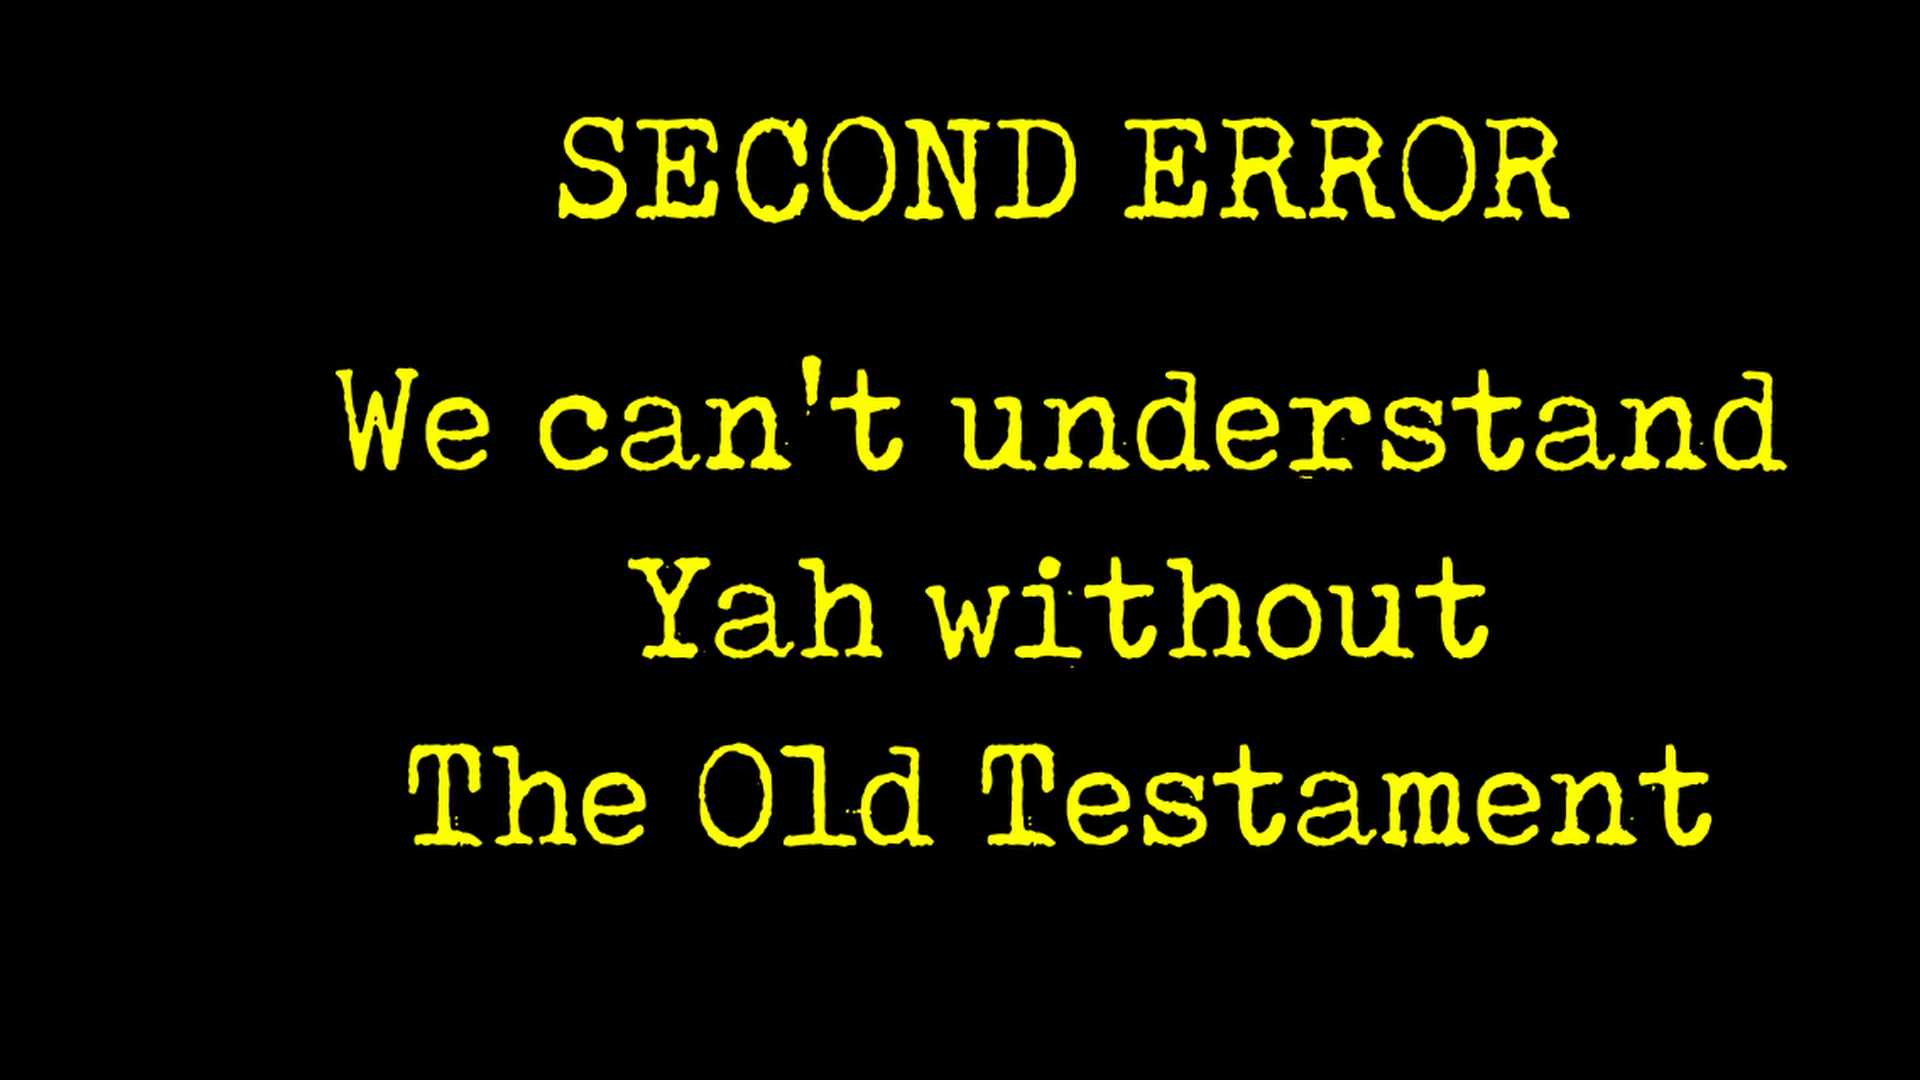 SECOND ERROR
We can't understand
Yah without
The Old Testament